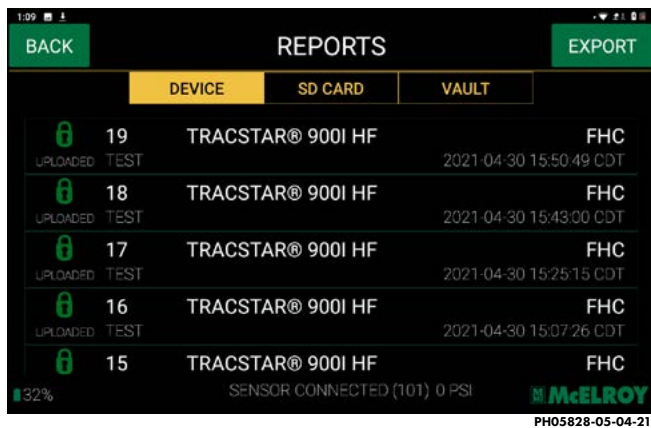 1:09
BACK REPORTS EXPORT
DEVICE SD CARD VAULT
19 TRACSTAR® 900I HF FHC
UPLOADED TEST 2021-04-30 15:50:49 CDT
18 TRACSTAR® 900I HF FHC
UPLOADED TEST 2021-04-30 15:43:00 CDT
17 TRACSTAR® 900I HF FHC
UPLOADED TEST 2021-04-30 15:25:15 CDT
16 TRACSTAR® 900I HF FHC
UPLOADED TEST 2021-04-30 15:07:26 CDT
15 TRACSTAR® 900I HF FHC
32% SENSOR CONNECTED (101) 0 PSI McELROY
PH05828-05-04-21